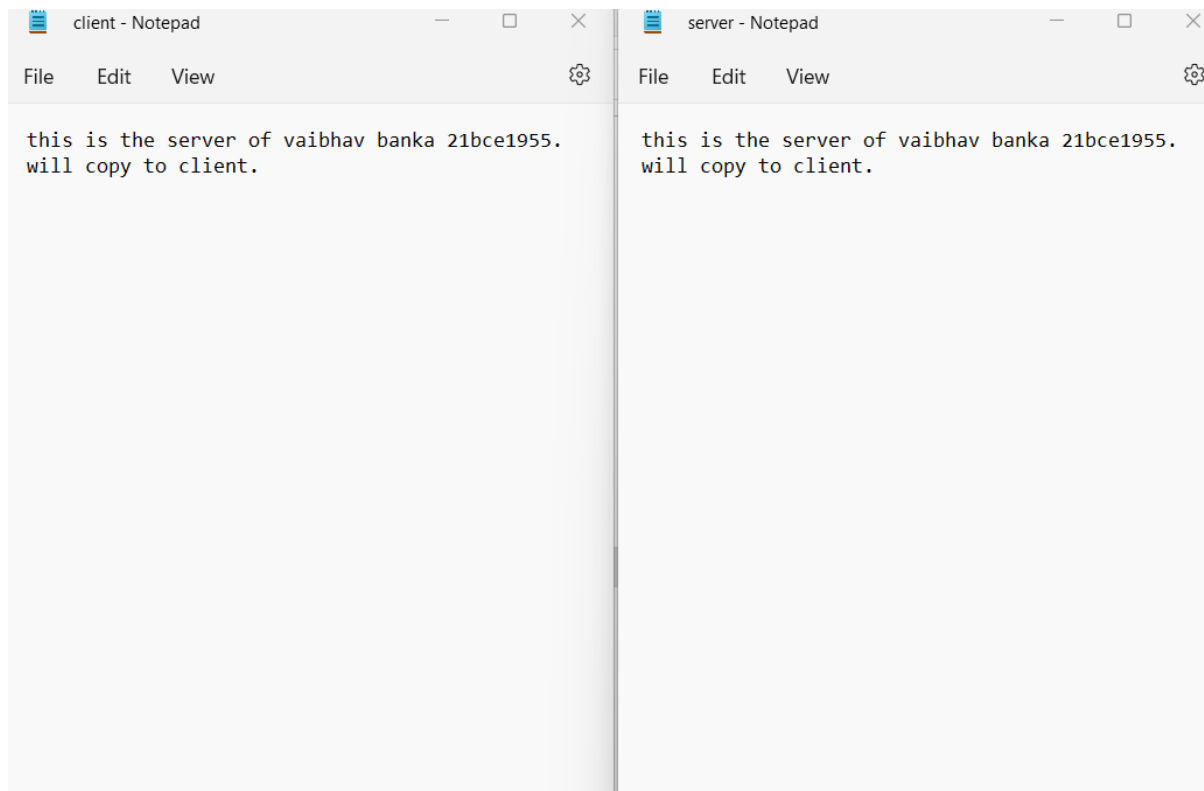 client - Notepad
File Edit View
this is the server of vaibhav banka 21bce1955.
will copy to client.
server - Notepad
File Edit View
this is the server of vaibhav banka 21bce1955.
will copy to client.